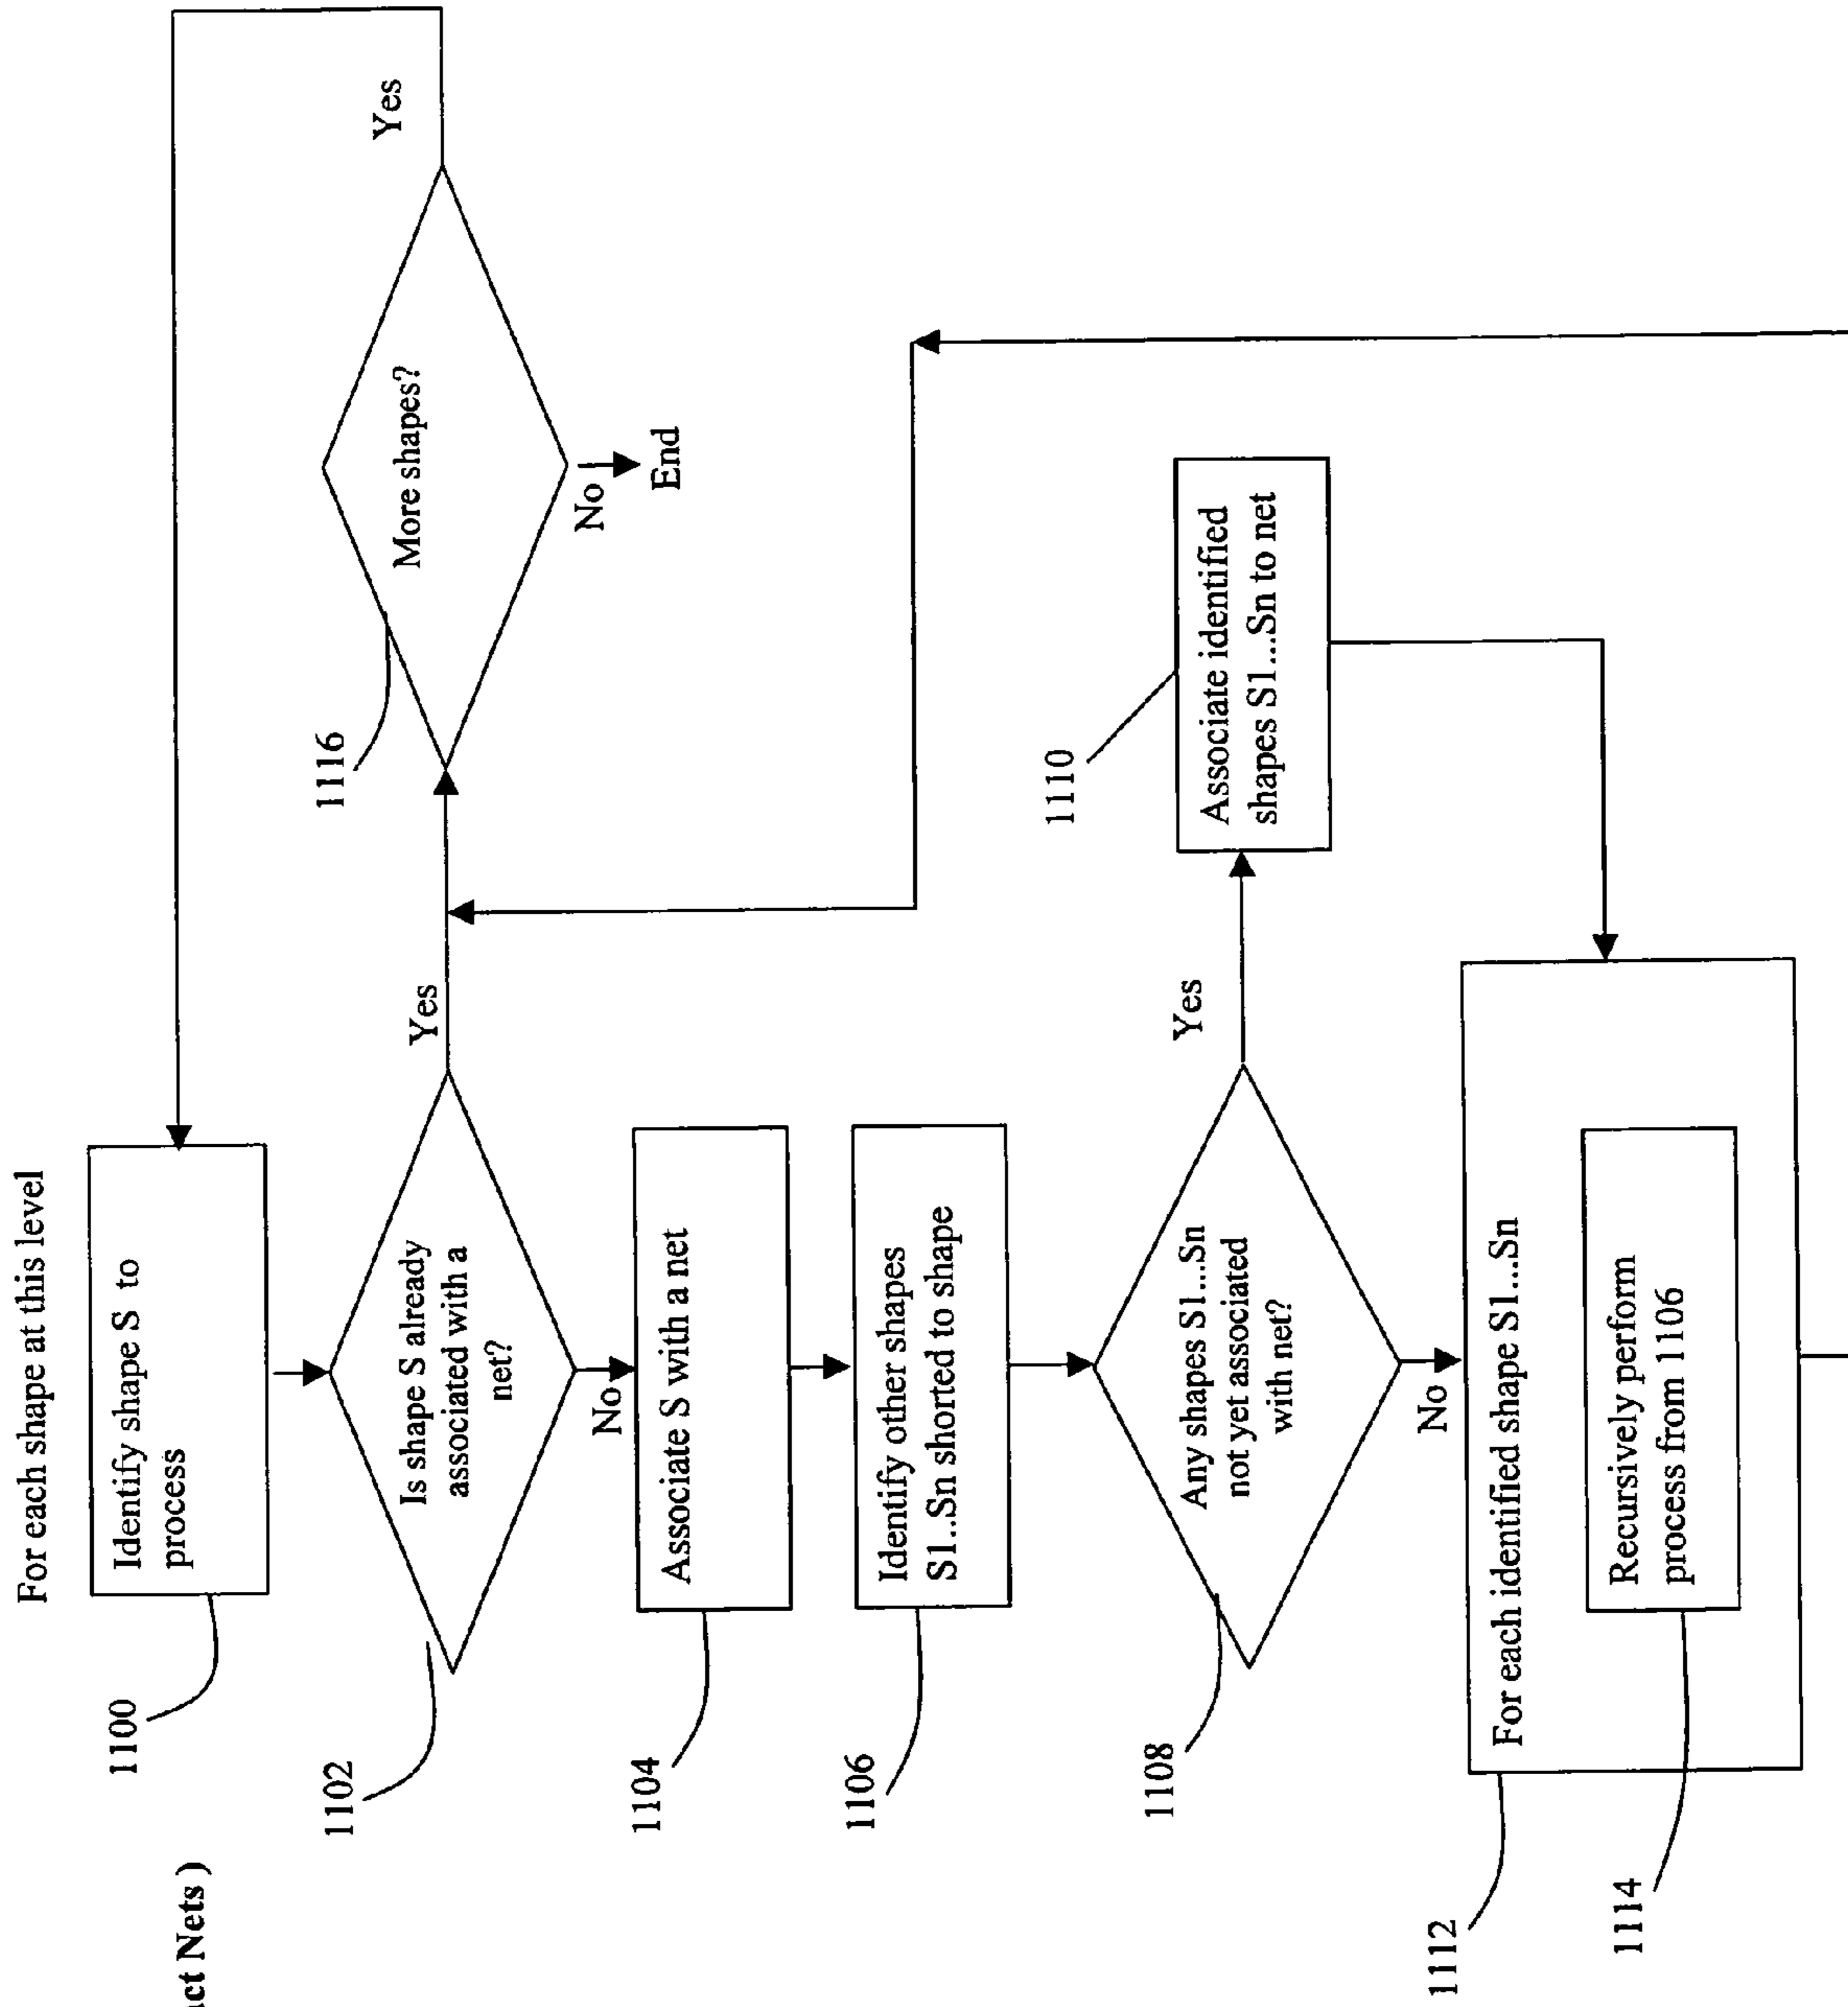 act Nets )
For each shape at this level
1100
Identify shape S to
process
1102
Is shape S already
associated with a
net?
Yes
No
1116
More shapes?
Yes
No
End
1104
Associate S with a net
1106
Identify other shapes
S1..Sn shorted to shape
1108
Any shapes S1...Sn
not yet associated
with net?
Yes
No
1110
Associate identified
shapes S1...Sn to net
1112
For each identified shape S1...Sn
1114
Recursively perform
process from 1106